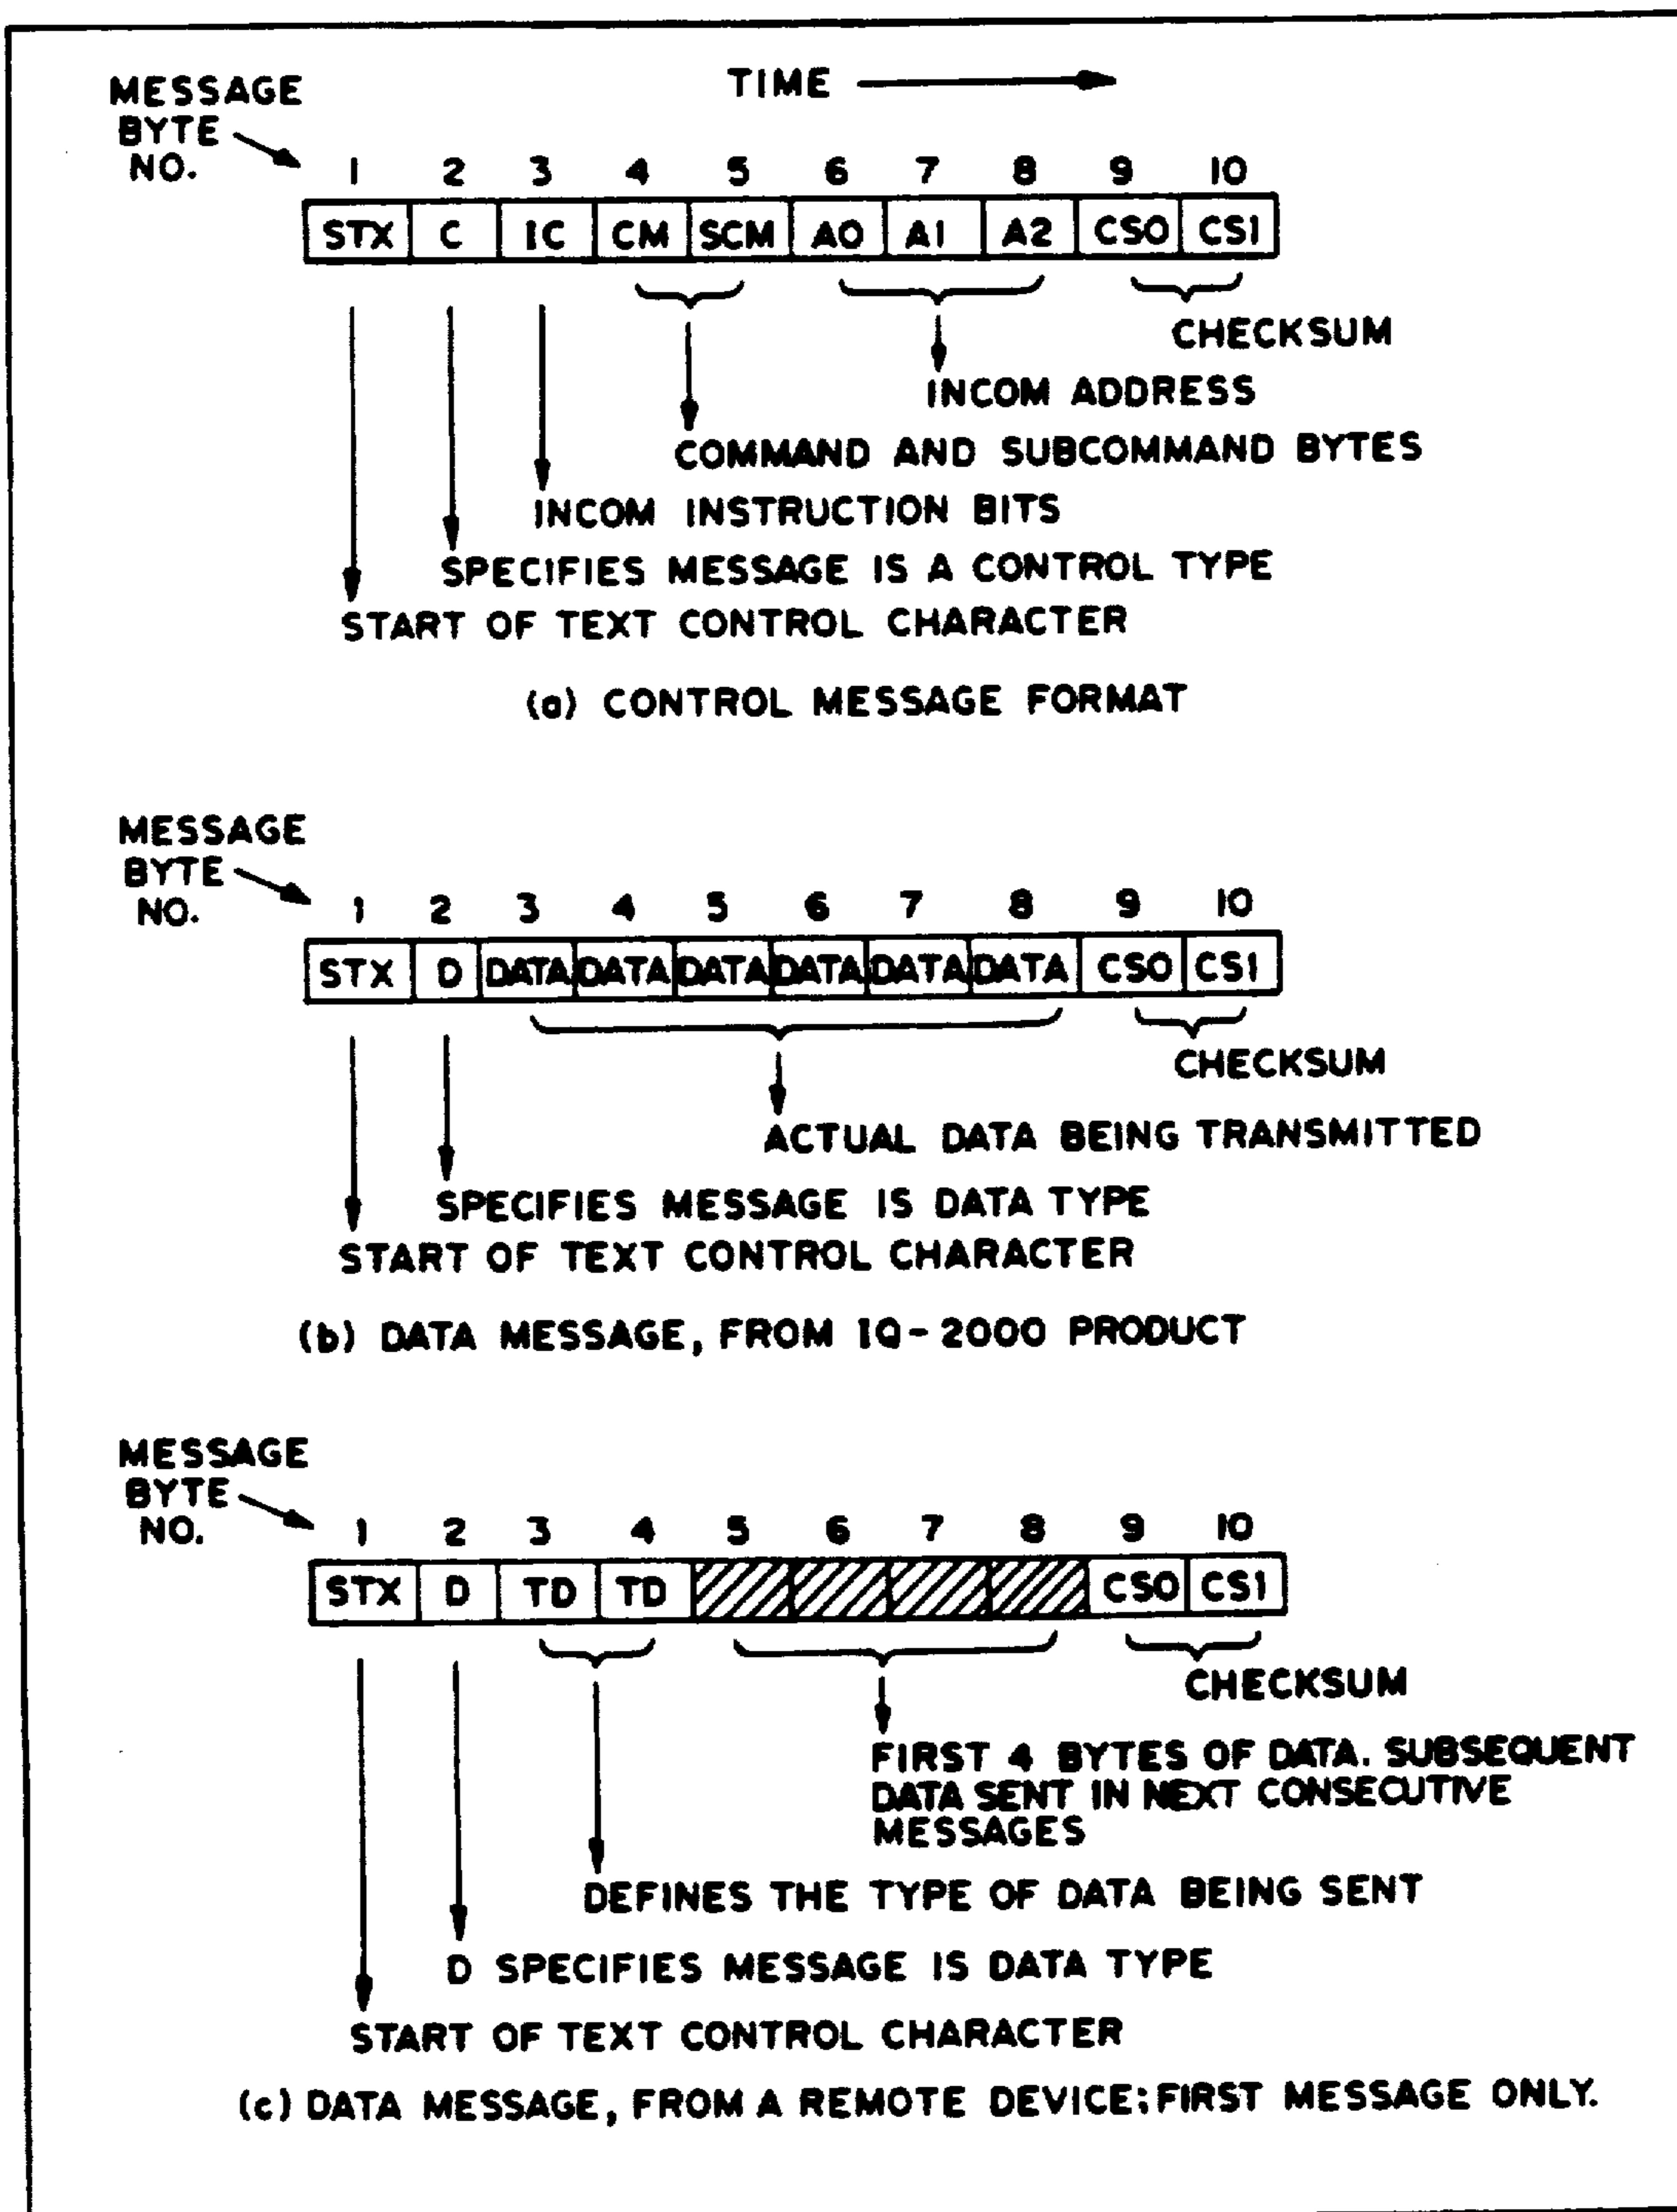 MESSAGE
BYTE
NO.
TIME
1 2 3 4 5 6 7 8 9 10
STX C IC CM SCM A0 A1 A2 CS0 CS1
CHECKSUM
INCOM ADDRESS
COMMAND AND SUBCOMMAND BYTES
INCOM INSTRUCTION BITS
SPECIFIES MESSAGE IS A CONTROL TYPE
START OF TEXT CONTROL CHARACTER
(a) CONTROL MESSAGE FORMAT
MESSAGE
BYTE
NO.
1 2 3 4 5 6 7 8 9 10
STX D DATA DATA DATA DATA DATA DATA CS0 CS1
CHECKSUM
ACTUAL DATA BEING TRANSMITTED
SPECIFIES MESSAGE IS DATA TYPE
START OF TEXT CONTROL CHARACTER
(b) DATA MESSAGE, FROM IQ-2000 PRODUCT
MESSAGE
BYTE
NO.
1 2 3 4 5 6 7 8 9 10
STX D TD TD CS0 CS1
CHECKSUM
FIRST 4 BYTES OF DATA. SUBSEQUENT
DATA SENT IN NEXT CONSECUTIVE
MESSAGES
DEFINES THE TYPE OF DATA BEING SENT
D SPECIFIES MESSAGE IS DATA TYPE
START OF TEXT CONTROL CHARACTER
(c) DATA MESSAGE, FROM A REMOTE DEVICE; FIRST MESSAGE ONLY.